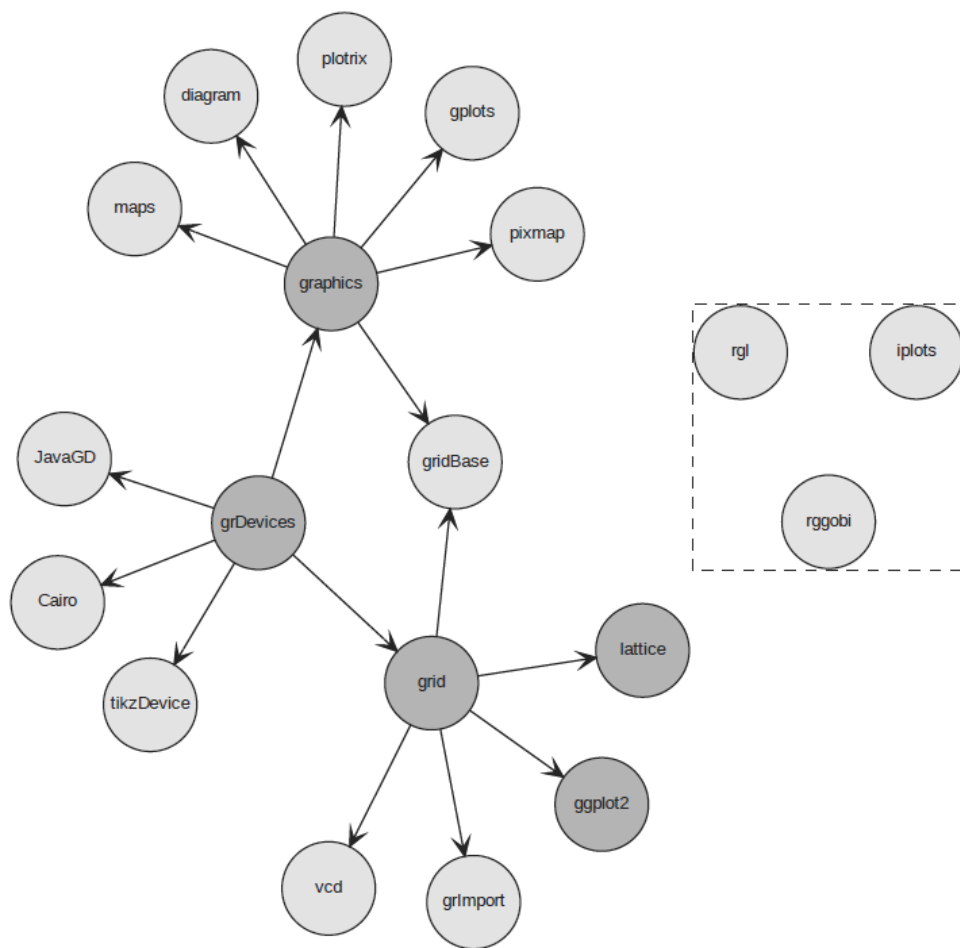 plotrix
diagram
gplots
maps
pixmap
graphics
rgl
iplots
JavaGD
gridBase
grDevices
rggobi
Cairo
lattice
grid
tikzDevice
ggplot2
vcd
grImport